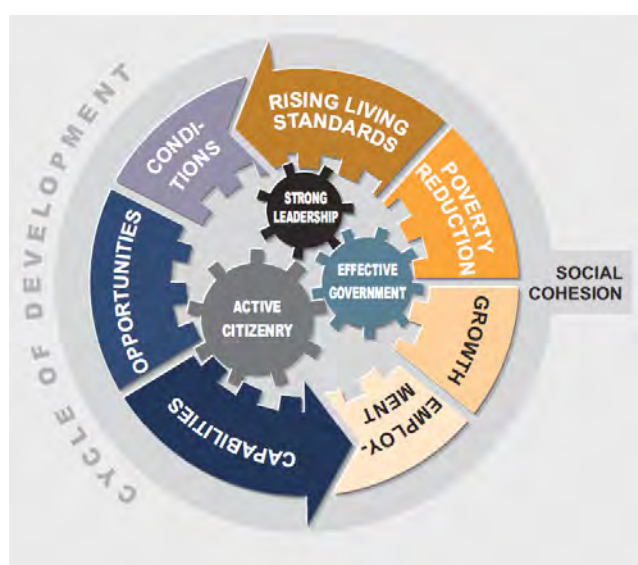 CYCLE OF DEVELOPMENT
RISING LIVING
STANDARDS
POVERTY
REDUCTION
GROWTH
EMPLOY-
MENT
CAPABILITIES
OPPORTUNITIES
CONDI-
TIONS
STRONG
LEADERSHIP
EFFECTIVE
GOVERNMENT
ACTIVE
CITIZENRY
SOCIAL
COHESION